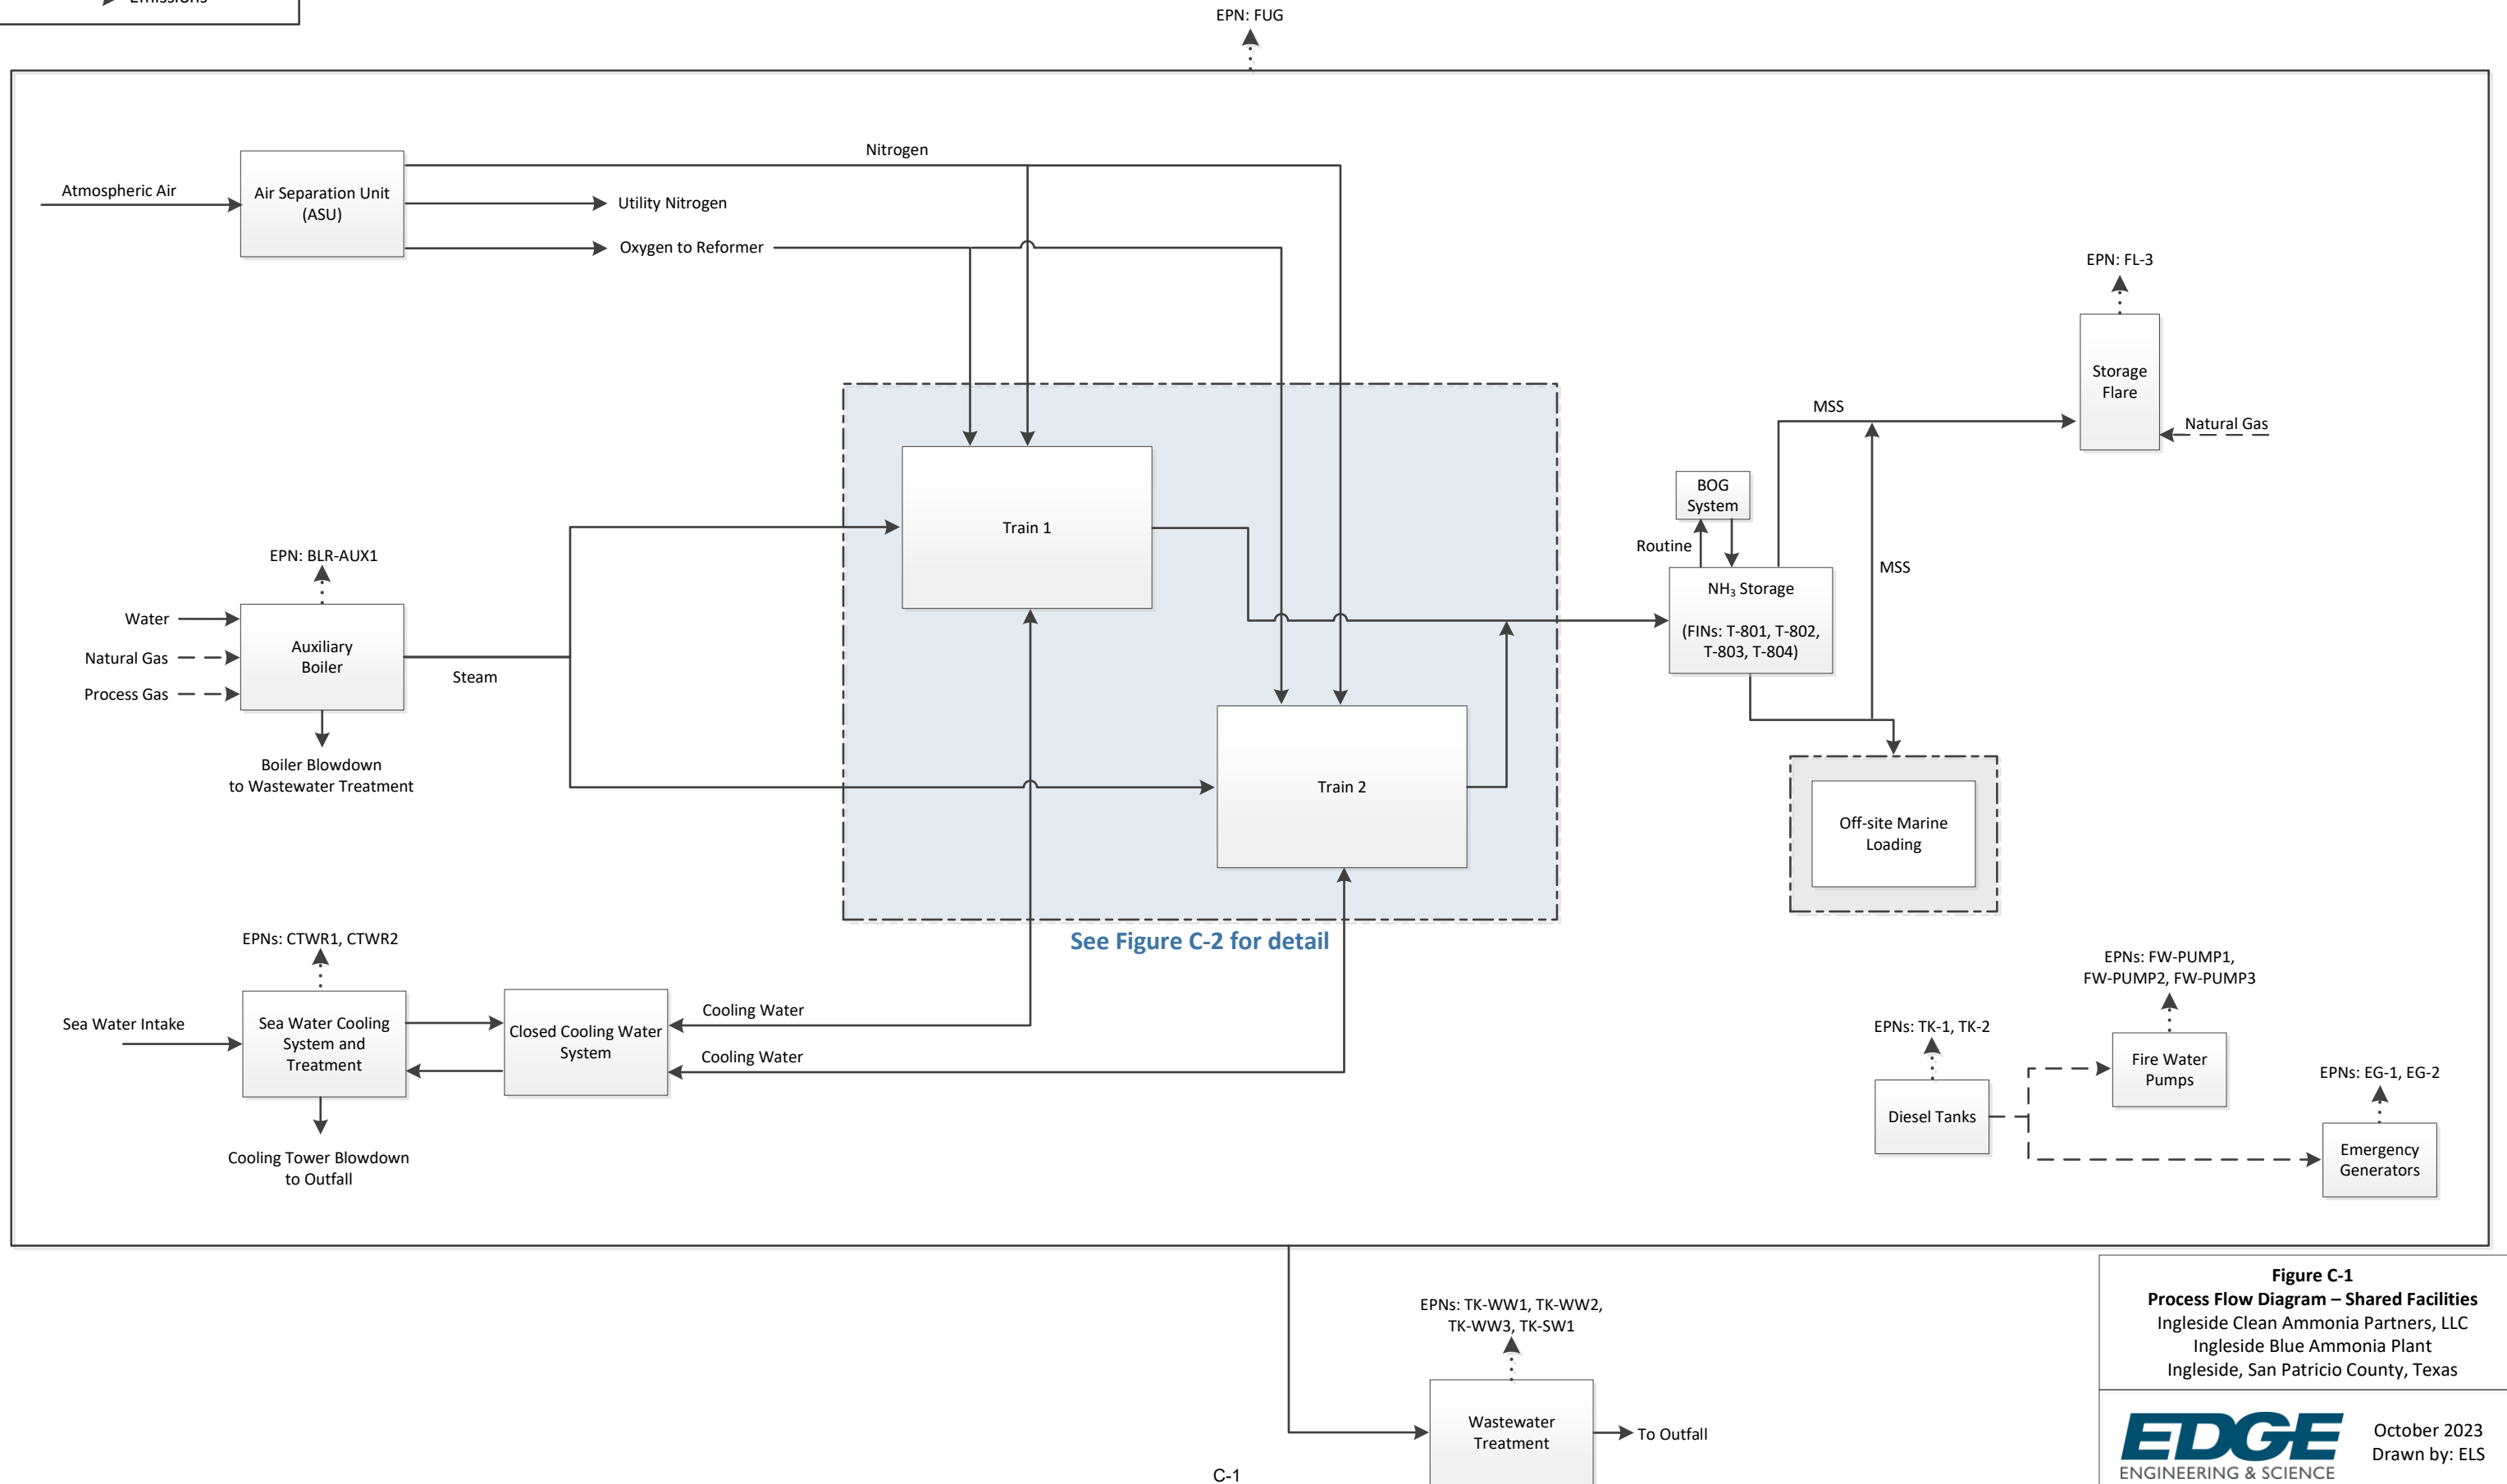 Emissions
EPN: FUG
Nitrogen
Atmospheric Air
Air Separation Unit
(ASU)
Utility Nitrogen
Oxygen to Reformer
EPN: FL-3
Storage
Flare
MSS
Natural Gas
BOG
System
Routine
Train 1
MSS
NH₃ Storage
(FINs: T-801, T-802,
T-803, T-804)
EPN: BLR-AUX1
Water
Natural Gas
Process Gas
Auxiliary
Boiler
Steam
Boiler Blowdown
to Wastewater Treatment
Train 2
Off-site Marine
Loading
See Figure C-2 for detail
EPNs: CTWR1, CTWR2
Sea Water Intake
Sea Water Cooling
System and
Treatment
Closed Cooling Water
System
Cooling Water
Cooling Water
Cooling Tower Blowdown
to Outfall
EPNs: FW-PUMP1,
FW-PUMP2, FW-PUMP3
EPNs: TK-1, TK-2
Fire Water
Pumps
EPNs: EG-1, EG-2
Diesel Tanks
Emergency
Generators
EPNs: TK-WW1, TK-WW2,
TK-WW3, TK-SW1
Wastewater
Treatment
To Outfall
C-1
Figure C-1
Process Flow Diagram – Shared Facilities
Ingleside Clean Ammonia Partners, LLC
Ingleside Blue Ammonia Plant
Ingleside, San Patricio County, Texas
EDGE
ENGINEERING & SCIENCE
October 2023
Drawn by: ELS